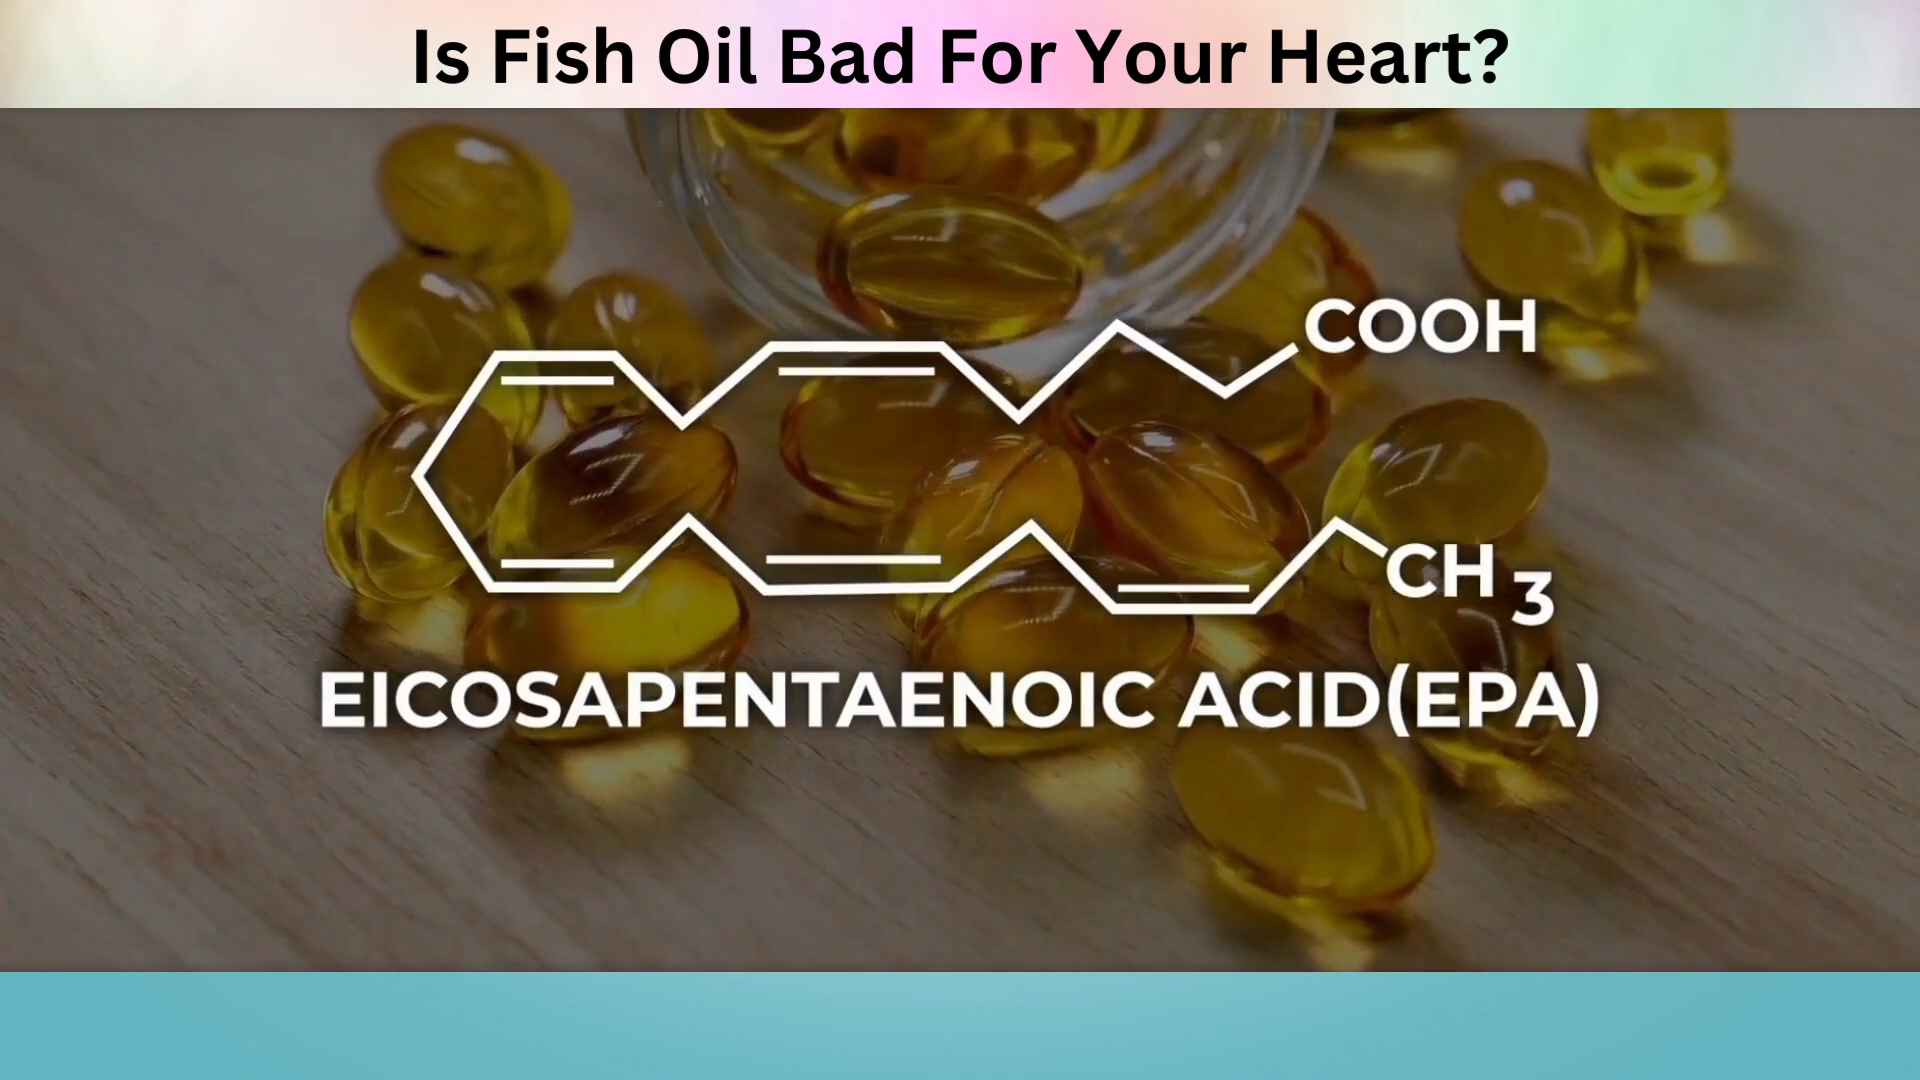 Is Fish Oil Bad For Your Heart?
COOH
CH3
EICOSAPENTAENOIC ACID(EPA)